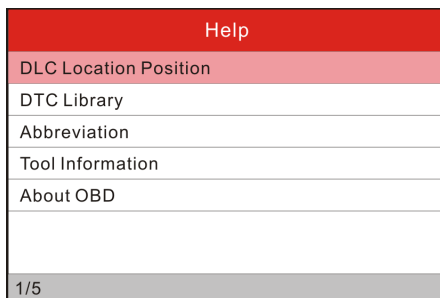 Help
DLC Location Position
DTC Library
Abbreviation
Tool Information
About OBD
1/5